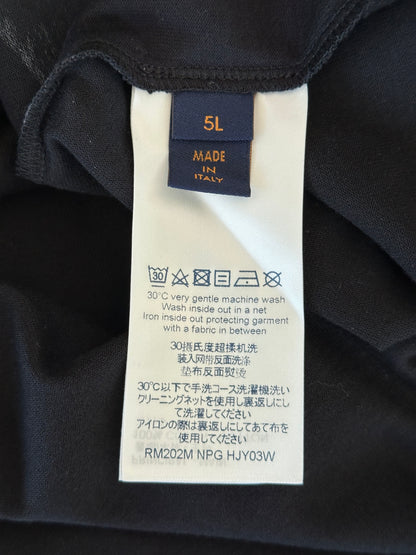 5L
MADE
IN
ITALY
30
30°C very gentle machine wash
Wash inside out in a net
Iron inside out protecting garment
with a fabric in between
30摄氏度超柔机洗
装入网带反面洗涤
垫布反面熨烫
30℃以下で手洗コース洗濯機洗い
クリーニングネットを使用し裏返しにし
て洗濯してください
アイロンの際は裏返しにてあて布を
使用してください
RM202M NPG HJY03W